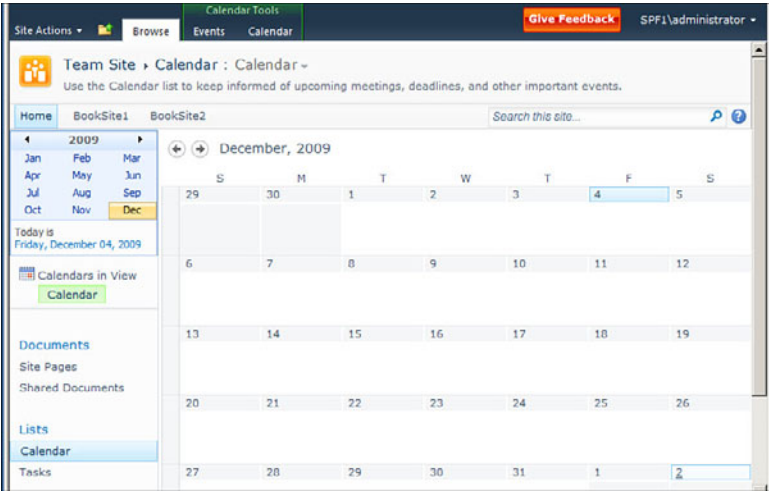 Calendar Tools
Site Actions Browse Events Calendar Give Feedback SPF1\administrator
Team Site Calendar : Calendar
Use the Calendar list to keep informed of upcoming meetings, deadlines, and other important events.
Home BookSite1 BookSite2 Search this site... ?
2009
Jan Feb Mar
Apr May Jun
Jul Aug Sep
Oct Nov Dec
Today is
Friday, December 04, 2009
Calendars in View
Calendar
Documents
Site Pages
Shared Documents
Lists
Calendar
Tasks
December, 2009
S M T W T F S
29 30 1 2 3 4 5
6 7 8 9 10 11 12
13 14 15 16 17 18 19
20 21 22 23 24 25 26
27 28 29 30 31 1 2